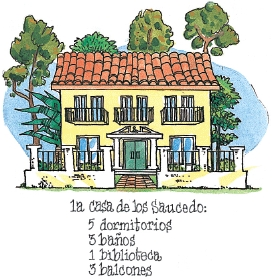 la casa de los Saucedo:
5 dormitorios
3 baños
1 biblioteca
3 balcones